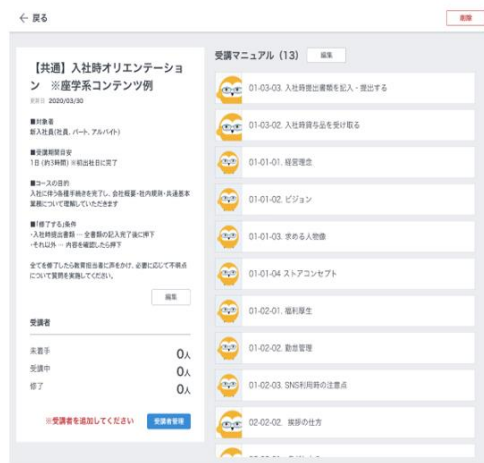 ← 戻る
削除
【共通】入社時オリエンテーショ
ン ※座学系コンテンツ例
更新日 2020/03/30
■対象者
新入社員(社員、パート、アルバイト)
■受講期間目安
1日 (約3時間) ※初出社日に完了
■コースの目的
入社に伴う各種手続きを完了し、会社概要・社内規則・共通基本
業務について理解していただきます
■「修了する」条件
・入社時提出書類 … 全書類の記入完了後に押下
・それ以外 … 内容を確認したら押下
全てを修了したら教育担当者に声をかけ、必要に応じて不明点
について質問を実施してください。
編集
受講者
未着手 0人
受講中 0人
修了 0人
※受講者を追加してください
受講者管理
受講マニュアル (13)
編集
01-03-03. 入社時提出書類を記入・提出する
01-03-02. 入社時貸与品を受け取る
01-01-01. 経営理念
01-01-02. ビジョン
01-01-03. 求める人物像
01-01-04 ストアコンセプト
01-02-01. 福利厚生
01-02-02. 勤怠管理
01-02-03. SNS利用時の注意点
02-02-02. 挨拶の仕方